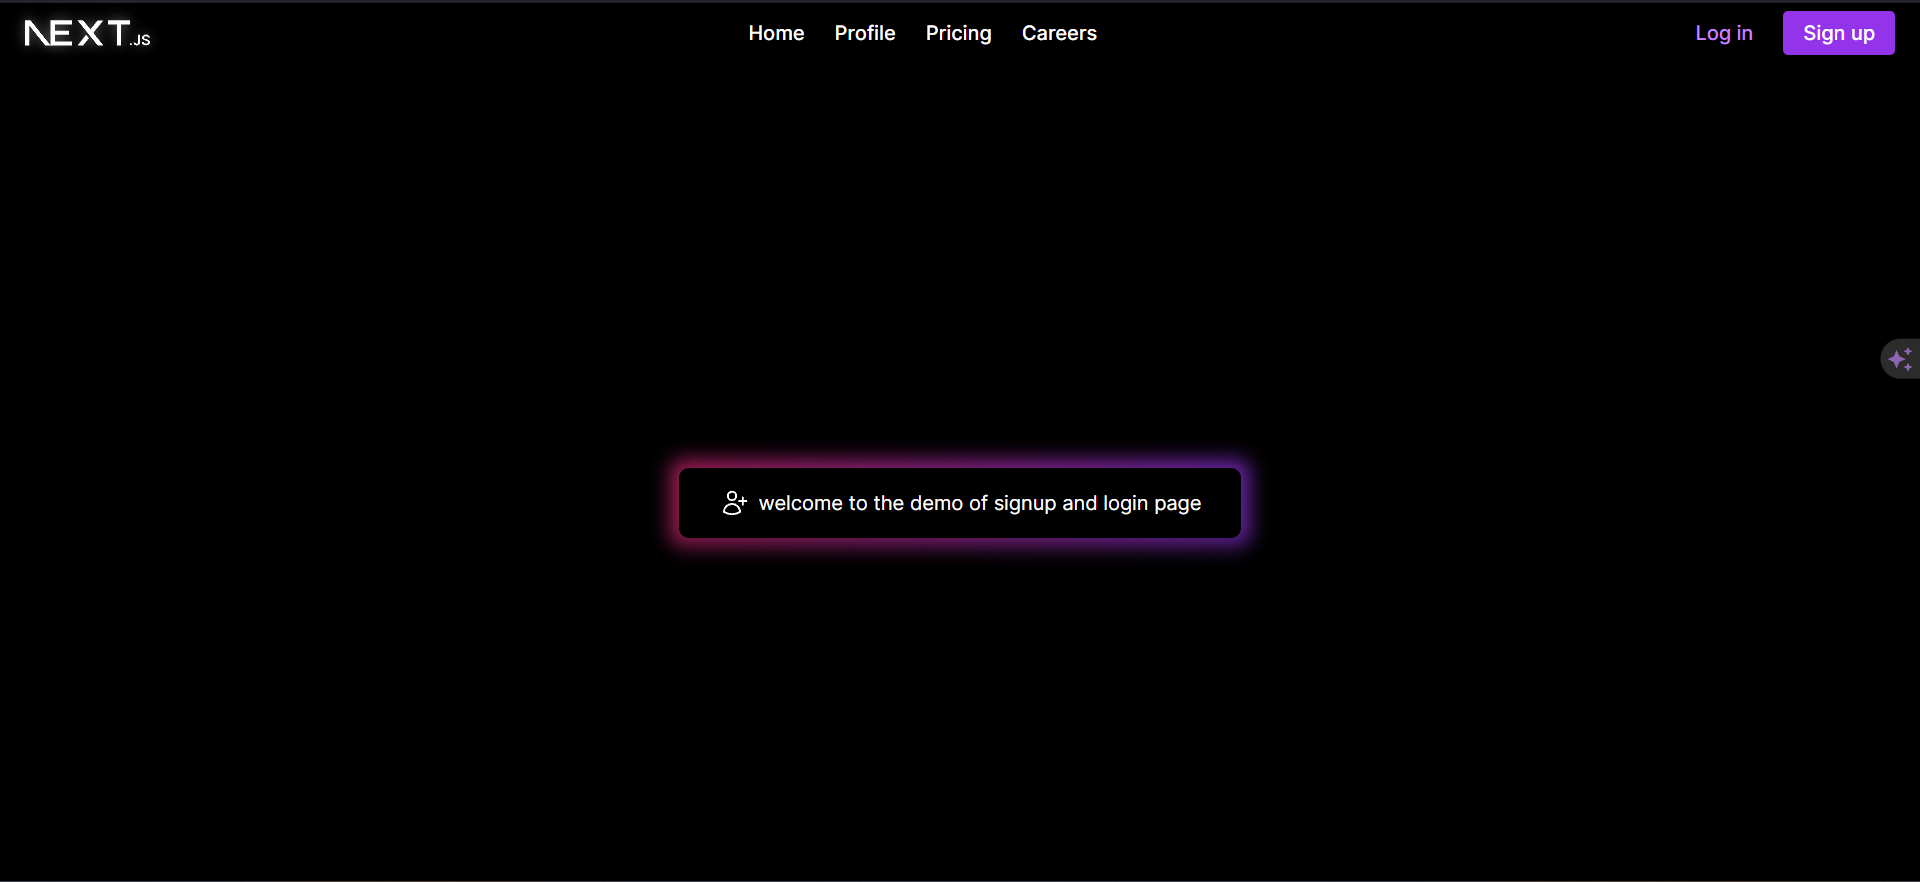 NEXT.JS
Home Profile Pricing Careers
Log in
Sign up
welcome to the demo of signup and login page